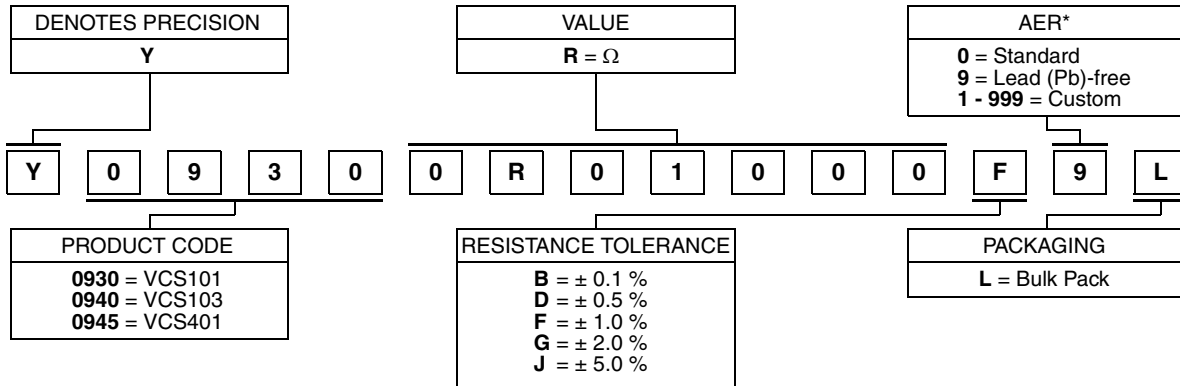 DENOTES PRECISION
Y
VALUE
R = Ω
AER*
0 = Standard
9 = Lead (Pb)-free
1 - 999 = Custom
Y 0 9 3 0 0 R 0 1 0 0 0 F 9 L
PRODUCT CODE
0930 = VCS101
0940 = VCS103
0945 = VCS401
RESISTANCE TOLERANCE
B = ± 0.1 %
D = ± 0.5 %
F = ± 1.0 %
G = ± 2.0 %
J = ± 5.0 %
PACKAGING
L = Bulk Pack